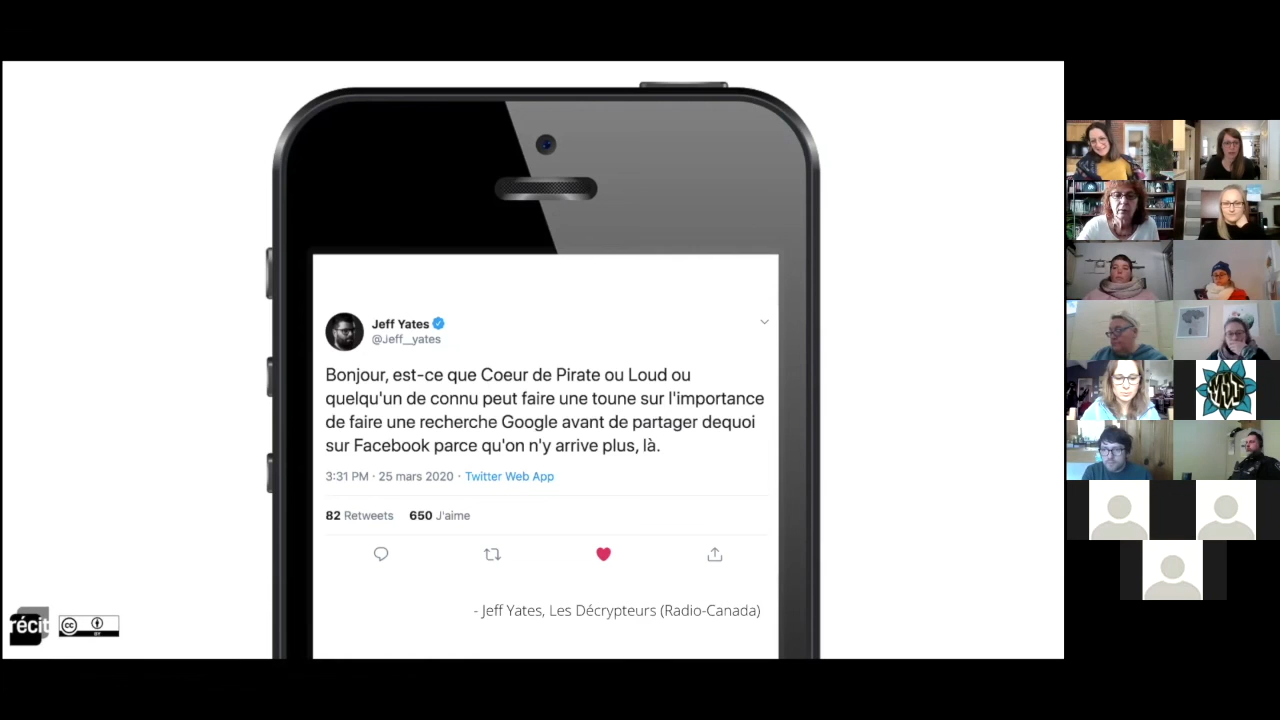 Jeff Yates
@Jeff__yates
Bonjour, est-ce que Coeur de Pirate ou Loud ou
quelqu'un de connu peut faire une toune sur l'importance
de faire une recherche Google avant de partager dequoi
sur Facebook parce qu'on n'y arrive plus, là.
3:31 PM · 25 mars 2020 · Twitter Web App
82 Retweets 650 J'aime
- Jeff Yates, Les Décrypteurs (Radio-Canada)
récit
cc
BY